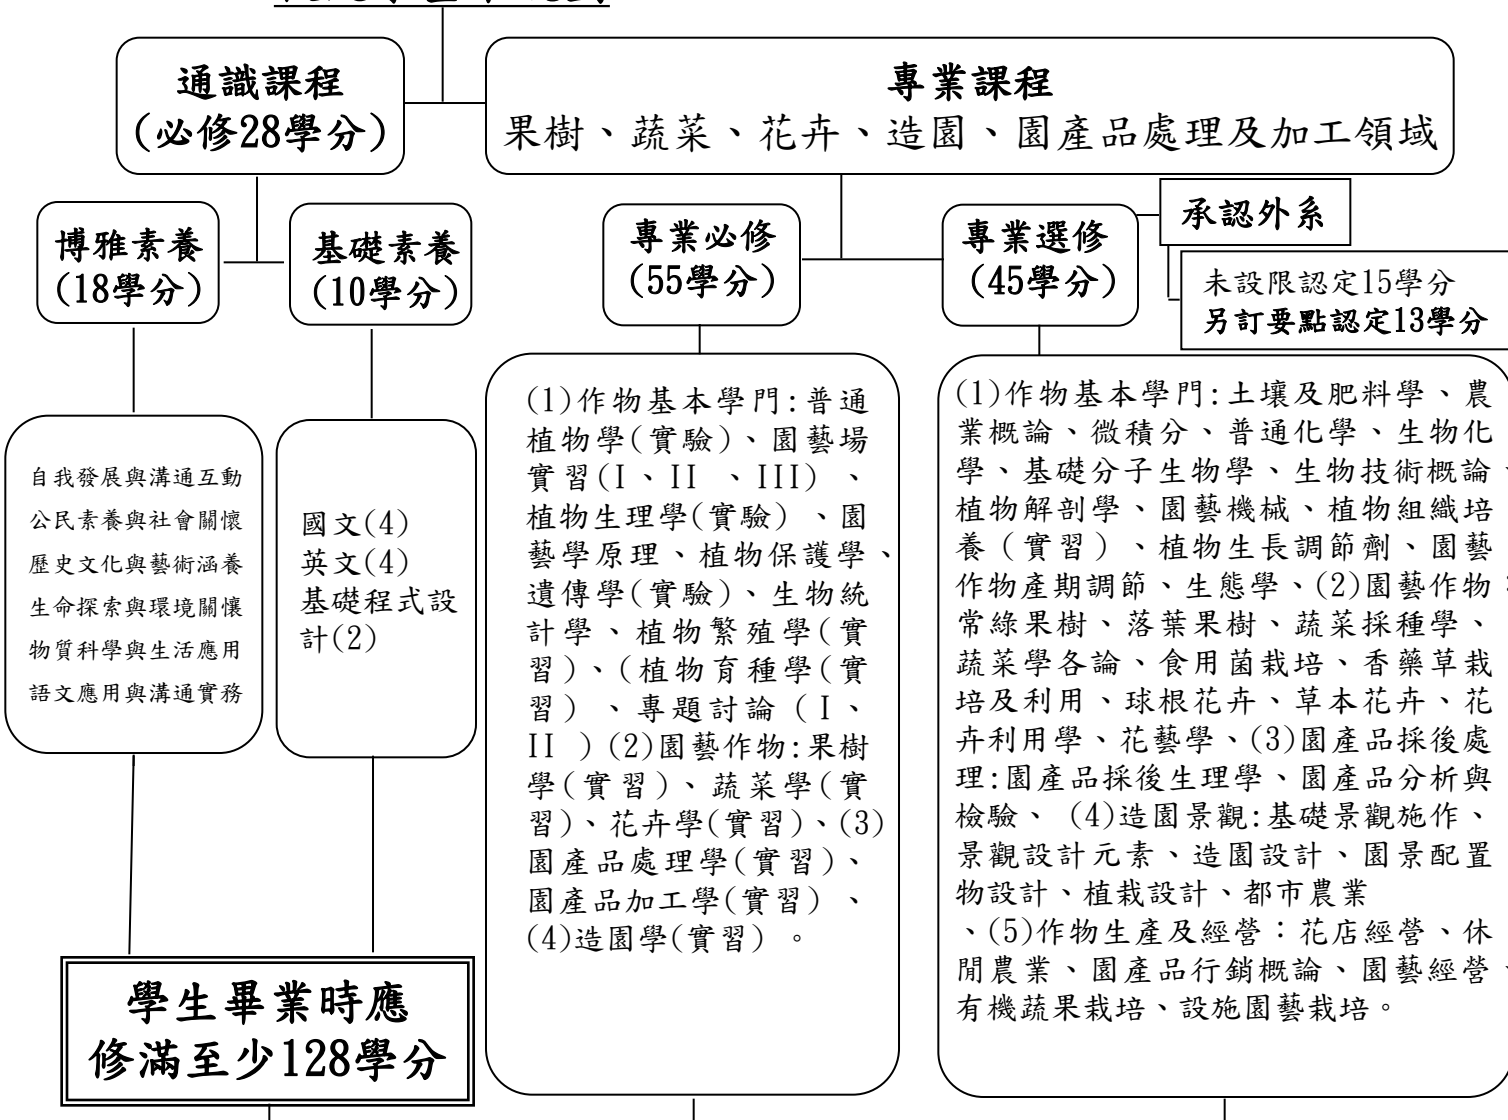 通識課程
(必修28學分)
專業課程
果樹、蔬菜、花卉、造園、園產品處理及加工領域
博雅素養
(18學分)
基礎素養
(10學分)
專業必修
(55學分)
專業選修
(45學分)
承認外系
未設限認定15學分
另訂要點認定13學分
自我發展與溝通互動
公民素養與社會關懷
歷史文化與藝術涵養
生命探索與環境關懷
物質科學與生活應用
語文應用與溝通實務
國文(4)
英文(4)
基礎程式設
計(2)
(1)作物基本學門:普通
植物學(實驗)、園藝場
實習(I、II 、III) 、
植物生理學(實驗) 、園
藝學原理、植物保護學、
遺傳學(實驗)、生物統
計學、植物繁殖學(實
習)、(植物育種學(實
習) 、專題討論 (I、
II ) (2)園藝作物:果樹
學(實習)、蔬菜學(實
習)、花卉學(實習)、(3)
園產品處理學(實習)、
園產品加工學(實習) 、
(4)造園學(實習) 。
(1)作物基本學門:土壤及肥料學、農
業概論、微積分、普通化學、生物化
學、基礎分子生物學、生物技術概論、
植物解剖學、園藝機械、植物組織培
養（實習）、植物生長調節劑、園藝
作物產期調節、生態學、(2)園藝作物:
常綠果樹、落葉果樹、蔬菜採種學、
蔬菜學各論、食用菌栽培、香藥草栽
培及利用、球根花卉、草本花卉、花
卉利用學、花藝學、(3)園產品採後處
理:園產品採後生理學、園產品分析與
檢驗、 (4)造園景觀:基礎景觀施作、
景觀設計元素、造園設計、園景配置
物設計、植栽設計、都市農業
、(5)作物生產及經營：花店經營、休
閒農業、園產品行銷概論、園藝經營、
有機蔬果栽培、設施園藝栽培。
學生畢業時應
修滿至少128學分